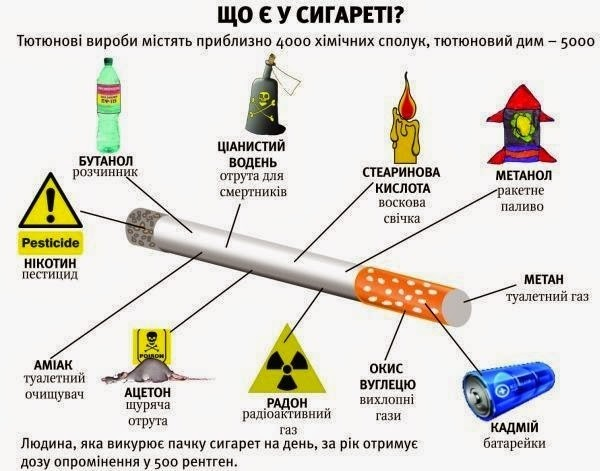 ЩО Є У СИГАРЕТІ?
Тютюнові вироби містять приблизно 4000 хімічних сполук, тютюновий дим – 5000
БУТАНОЛ
розчинник
ЦІАНИСТИЙ
ВОДЕНЬ
отрута для
смертників
СТЕАРИНОВА
КИСЛОТА
воскова
свічка
МЕТАНОЛ
ракетне
паливо
Pesticide
НІКОТИН
пестицид
МЕТАН
туалетний газ
АМІАК
туалетний
очищувач
POISON
АЦЕТОН
щуряча
отрута
РАДОН
радіоактивний
газ
ОКИС
ВУГЛЕЦЮ
вихлопні
гази
КАДМІЙ
батарейки
Людина, яка викурює пачку сигарет на день, за рік отримує
дозу опромінення у 500 рентген.